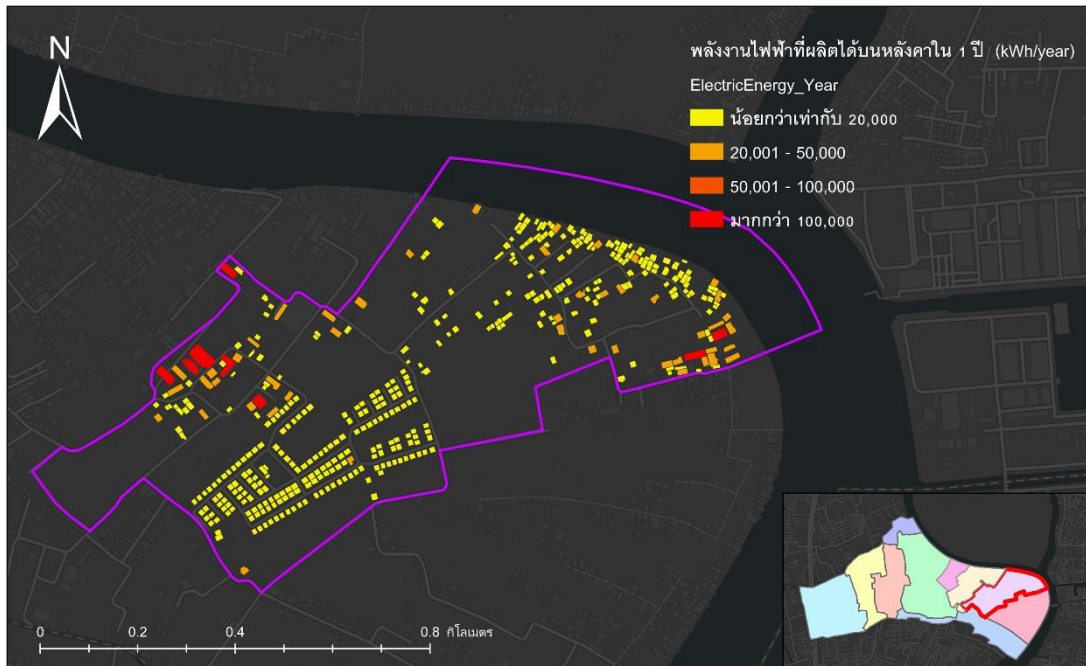 N
พลังงานไฟฟ้าที่ผลิตได้บนหลังคาใน 1 ปี (kWh/year)
ElectricEnergy_Year
น้อยกว่าเท่ากับ 20,000
20,001 - 50,000
50,001 - 100,000
มากกว่า 100,000
0 0.2 0.4 0.8 กิโลเมตร